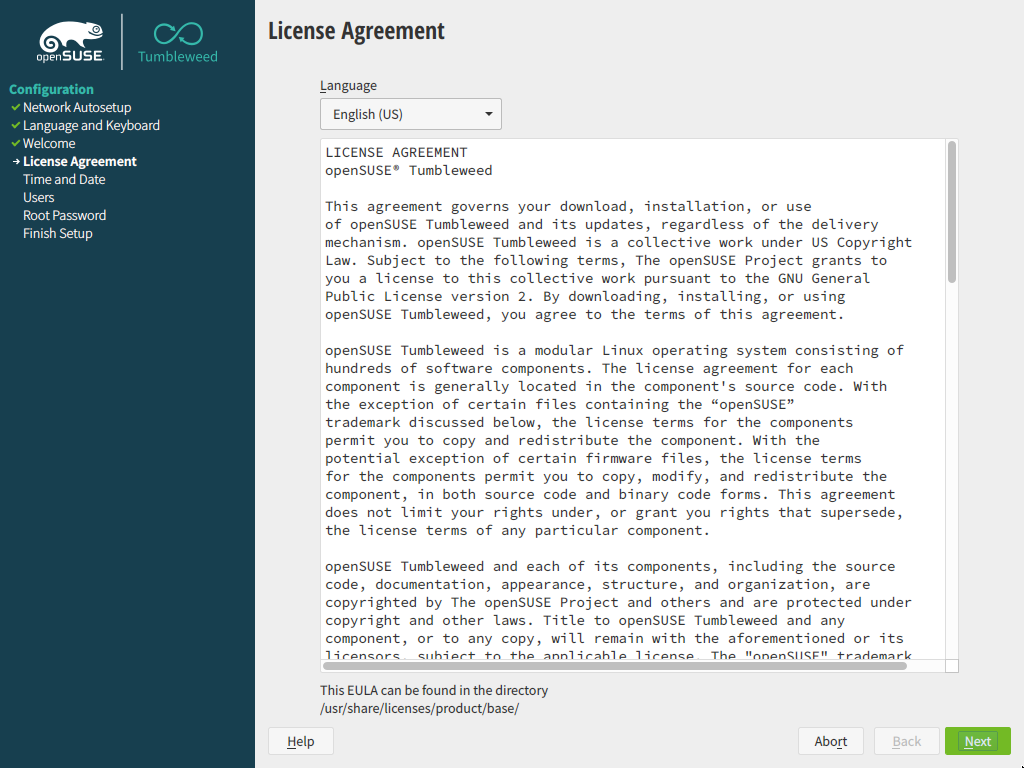 openSUSE
Tumbleweed
Configuration
Network Autosetup
Language and Keyboard
Welcome
License Agreement
Time and Date
Users
Root Password
Finish Setup
License Agreement
Language
English (US)
LICENSE AGREEMENT
openSUSE® Tumbleweed
This agreement governs your download, installation, or use
of openSUSE Tumbleweed and its updates, regardless of the delivery
mechanism. openSUSE Tumbleweed is a collective work under US Copyright
Law. Subject to the following terms, The openSUSE Project grants to
you a license to this collective work pursuant to the GNU General
Public License version 2. By downloading, installing, or using
openSUSE Tumbleweed, you agree to the terms of this agreement.
openSUSE Tumbleweed is a modular Linux operating system consisting of
hundreds of software components. The license agreement for each
component is generally located in the component's source code. With
the exception of certain files containing the “openSUSE”
trademark discussed below, the license terms for the components
permit you to copy and redistribute the component. With the
potential exception of certain firmware files, the license terms
for the components permit you to copy, modify, and redistribute the
component, in both source code and binary code forms. This agreement
does not limit your rights under, or grant you rights that supersede,
the license terms of any particular component.
openSUSE Tumbleweed and each of its components, including the source
code, documentation, appearance, structure, and organization, are
copyrighted by The openSUSE Project and others and are protected under
copyright and other laws. Title to openSUSE Tumbleweed and any
component, or to any copy, will remain with the aforementioned or its
licensors, subject to the applicable license. The "openSUSE" trademark
This EULA can be found in the directory
/usr/share/licenses/product/base/
Help
Abort
Back
Next